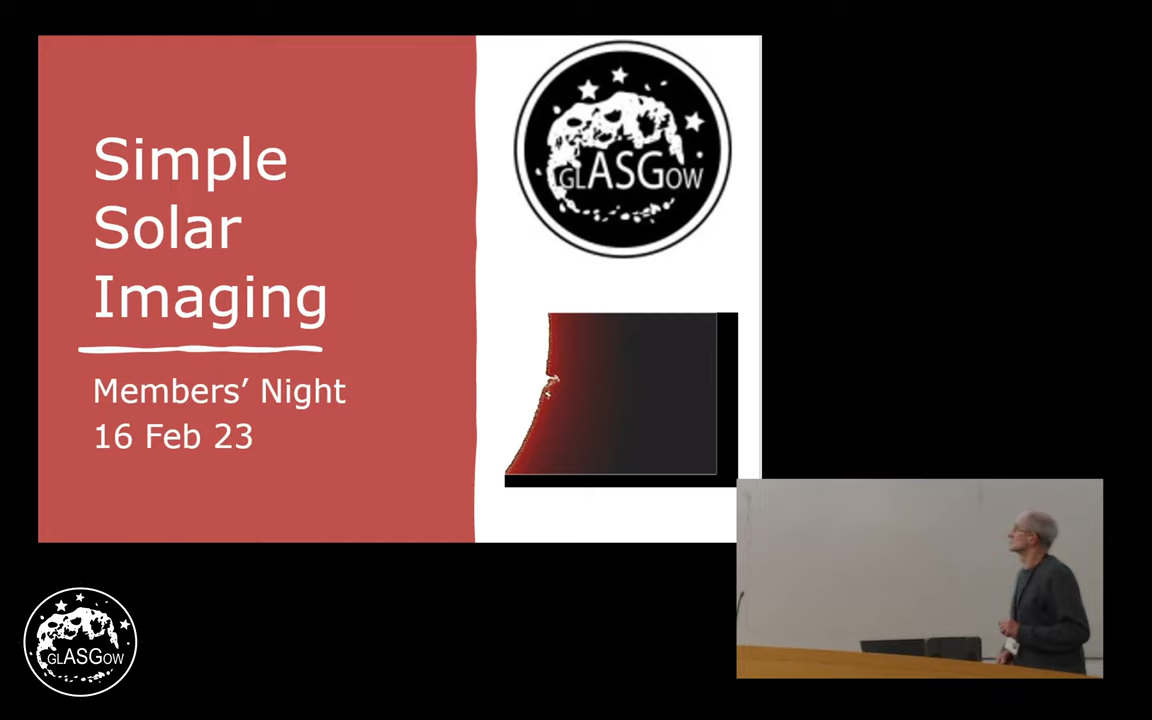 Simple
Solar
Imaging
Members’ Night
16 Feb 23
GLASGOW
GLASGOW